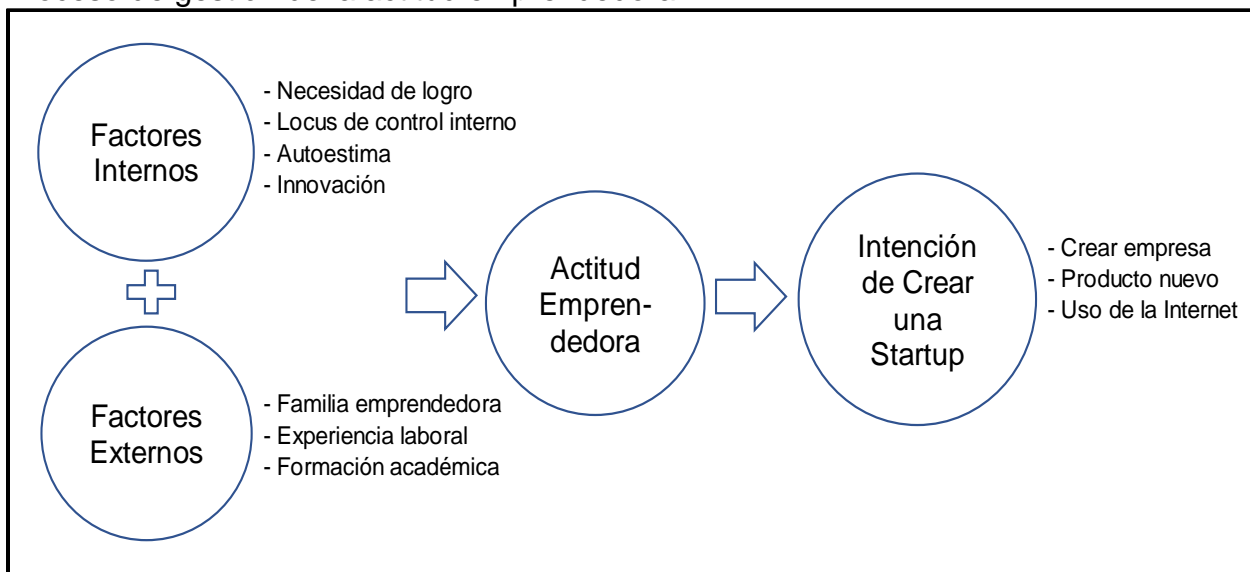 Factores
Internos
- Necesidad de logro
- Locus de control interno
- Autoestima
- Innovación
Factores
Externos
- Familia emprendedora
- Experiencia laboral
- Formación académica
Actitud
Empren-
dedora
Intención
de Crear
una
Startup
- Crear empresa
- Producto nuevo
- Uso de la Internet